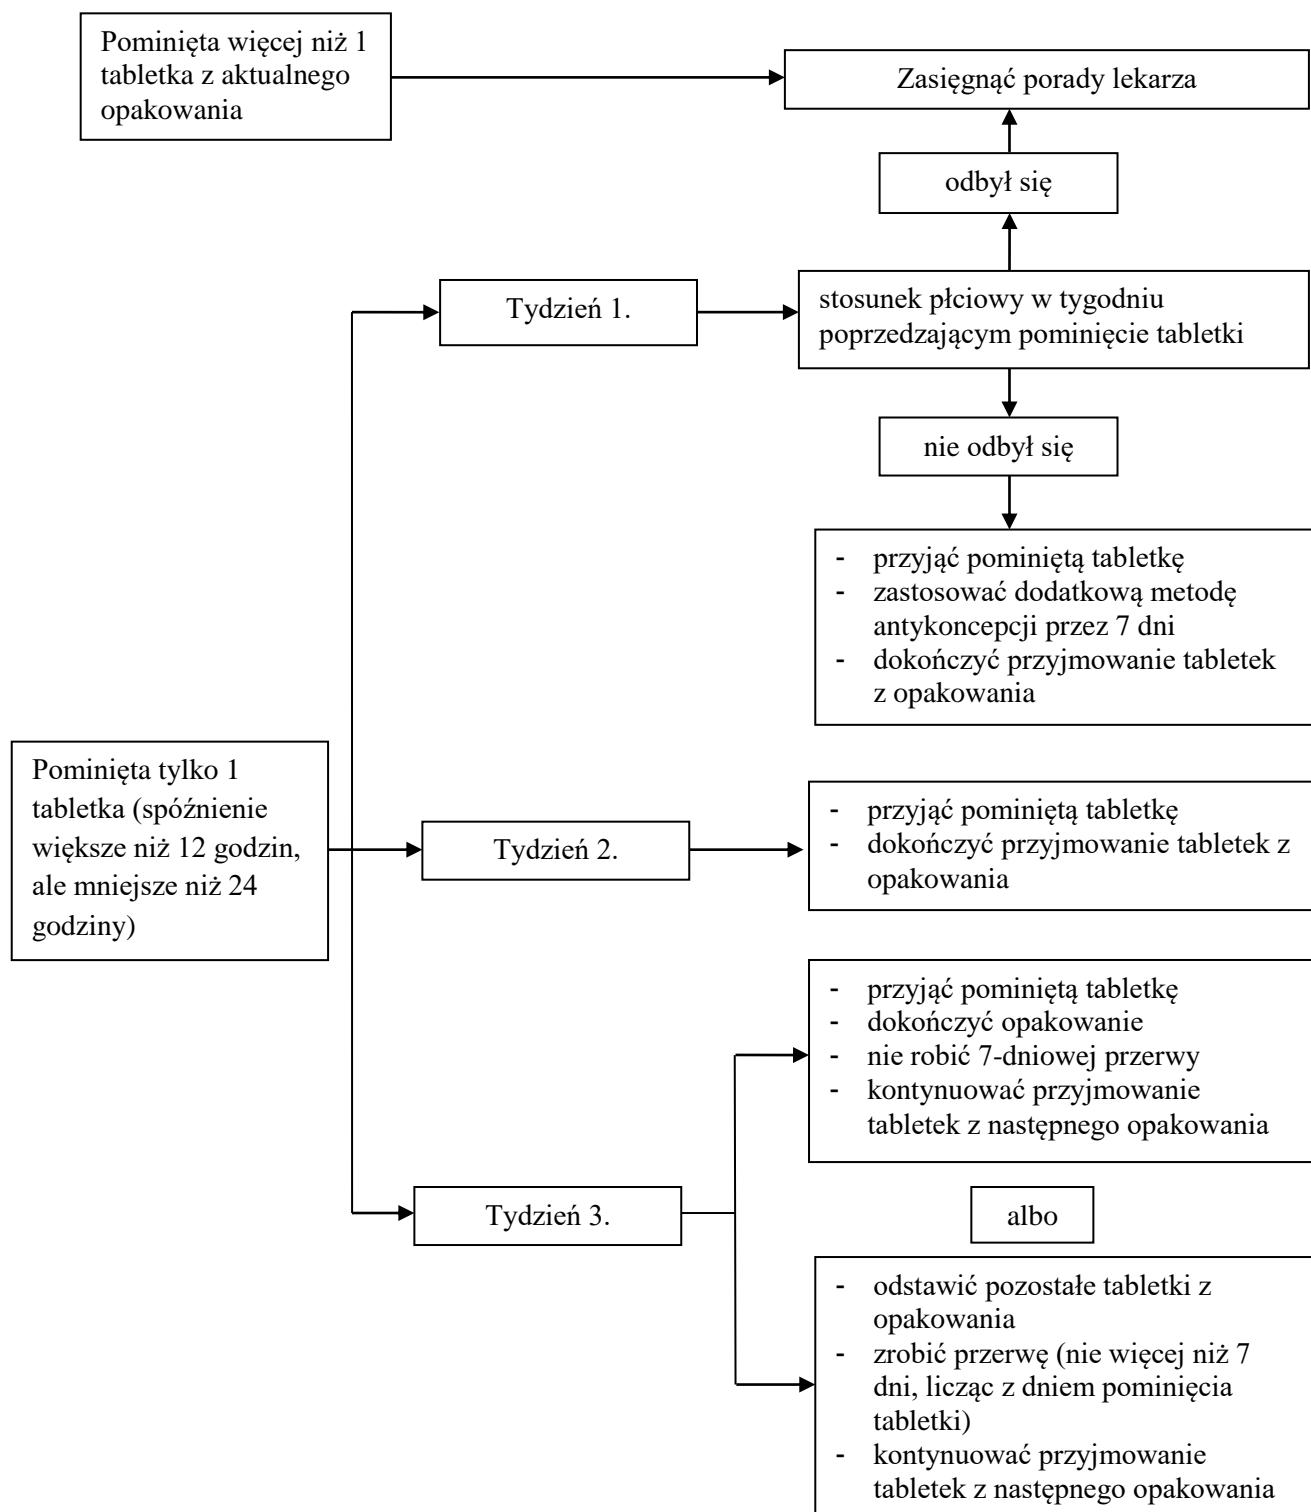 Pominięta więcej niż 1
tabletka z aktualnego
opakowania
Zasięgnąć porady lekarza
odbył się
Tydzień 1.
stosunek płciowy w tygodniu
poprzedzającym pominięcie tabletki
nie odbył się
- przyjąć pominiętą tabletkę
- zastosować dodatkową metodę
antykoncepcji przez 7 dni
- dokończyć przyjmowanie tabletek
z opakowania
Pominięta tylko 1
tabletka (spóźnienie
większe niż 12 godzin,
ale mniejsze niż 24
godziny)
Tydzień 2.
- przyjąć pominiętą tabletkę
- dokończyć przyjmowanie tabletek z
opakowania
- przyjąć pominiętą tabletkę
- dokończyć opakowanie
- nie robić 7-dniowej przerwy
- kontynuować przyjmowanie
tabletek z następnego opakowania
Tydzień 3.
albo
- odstawić pozostałe tabletki z
opakowania
- zrobić przerwę (nie więcej niż 7
dni, licząc z dniem pominięcia
tabletki)
- kontynuować przyjmowanie
tabletek z następnego opakowania